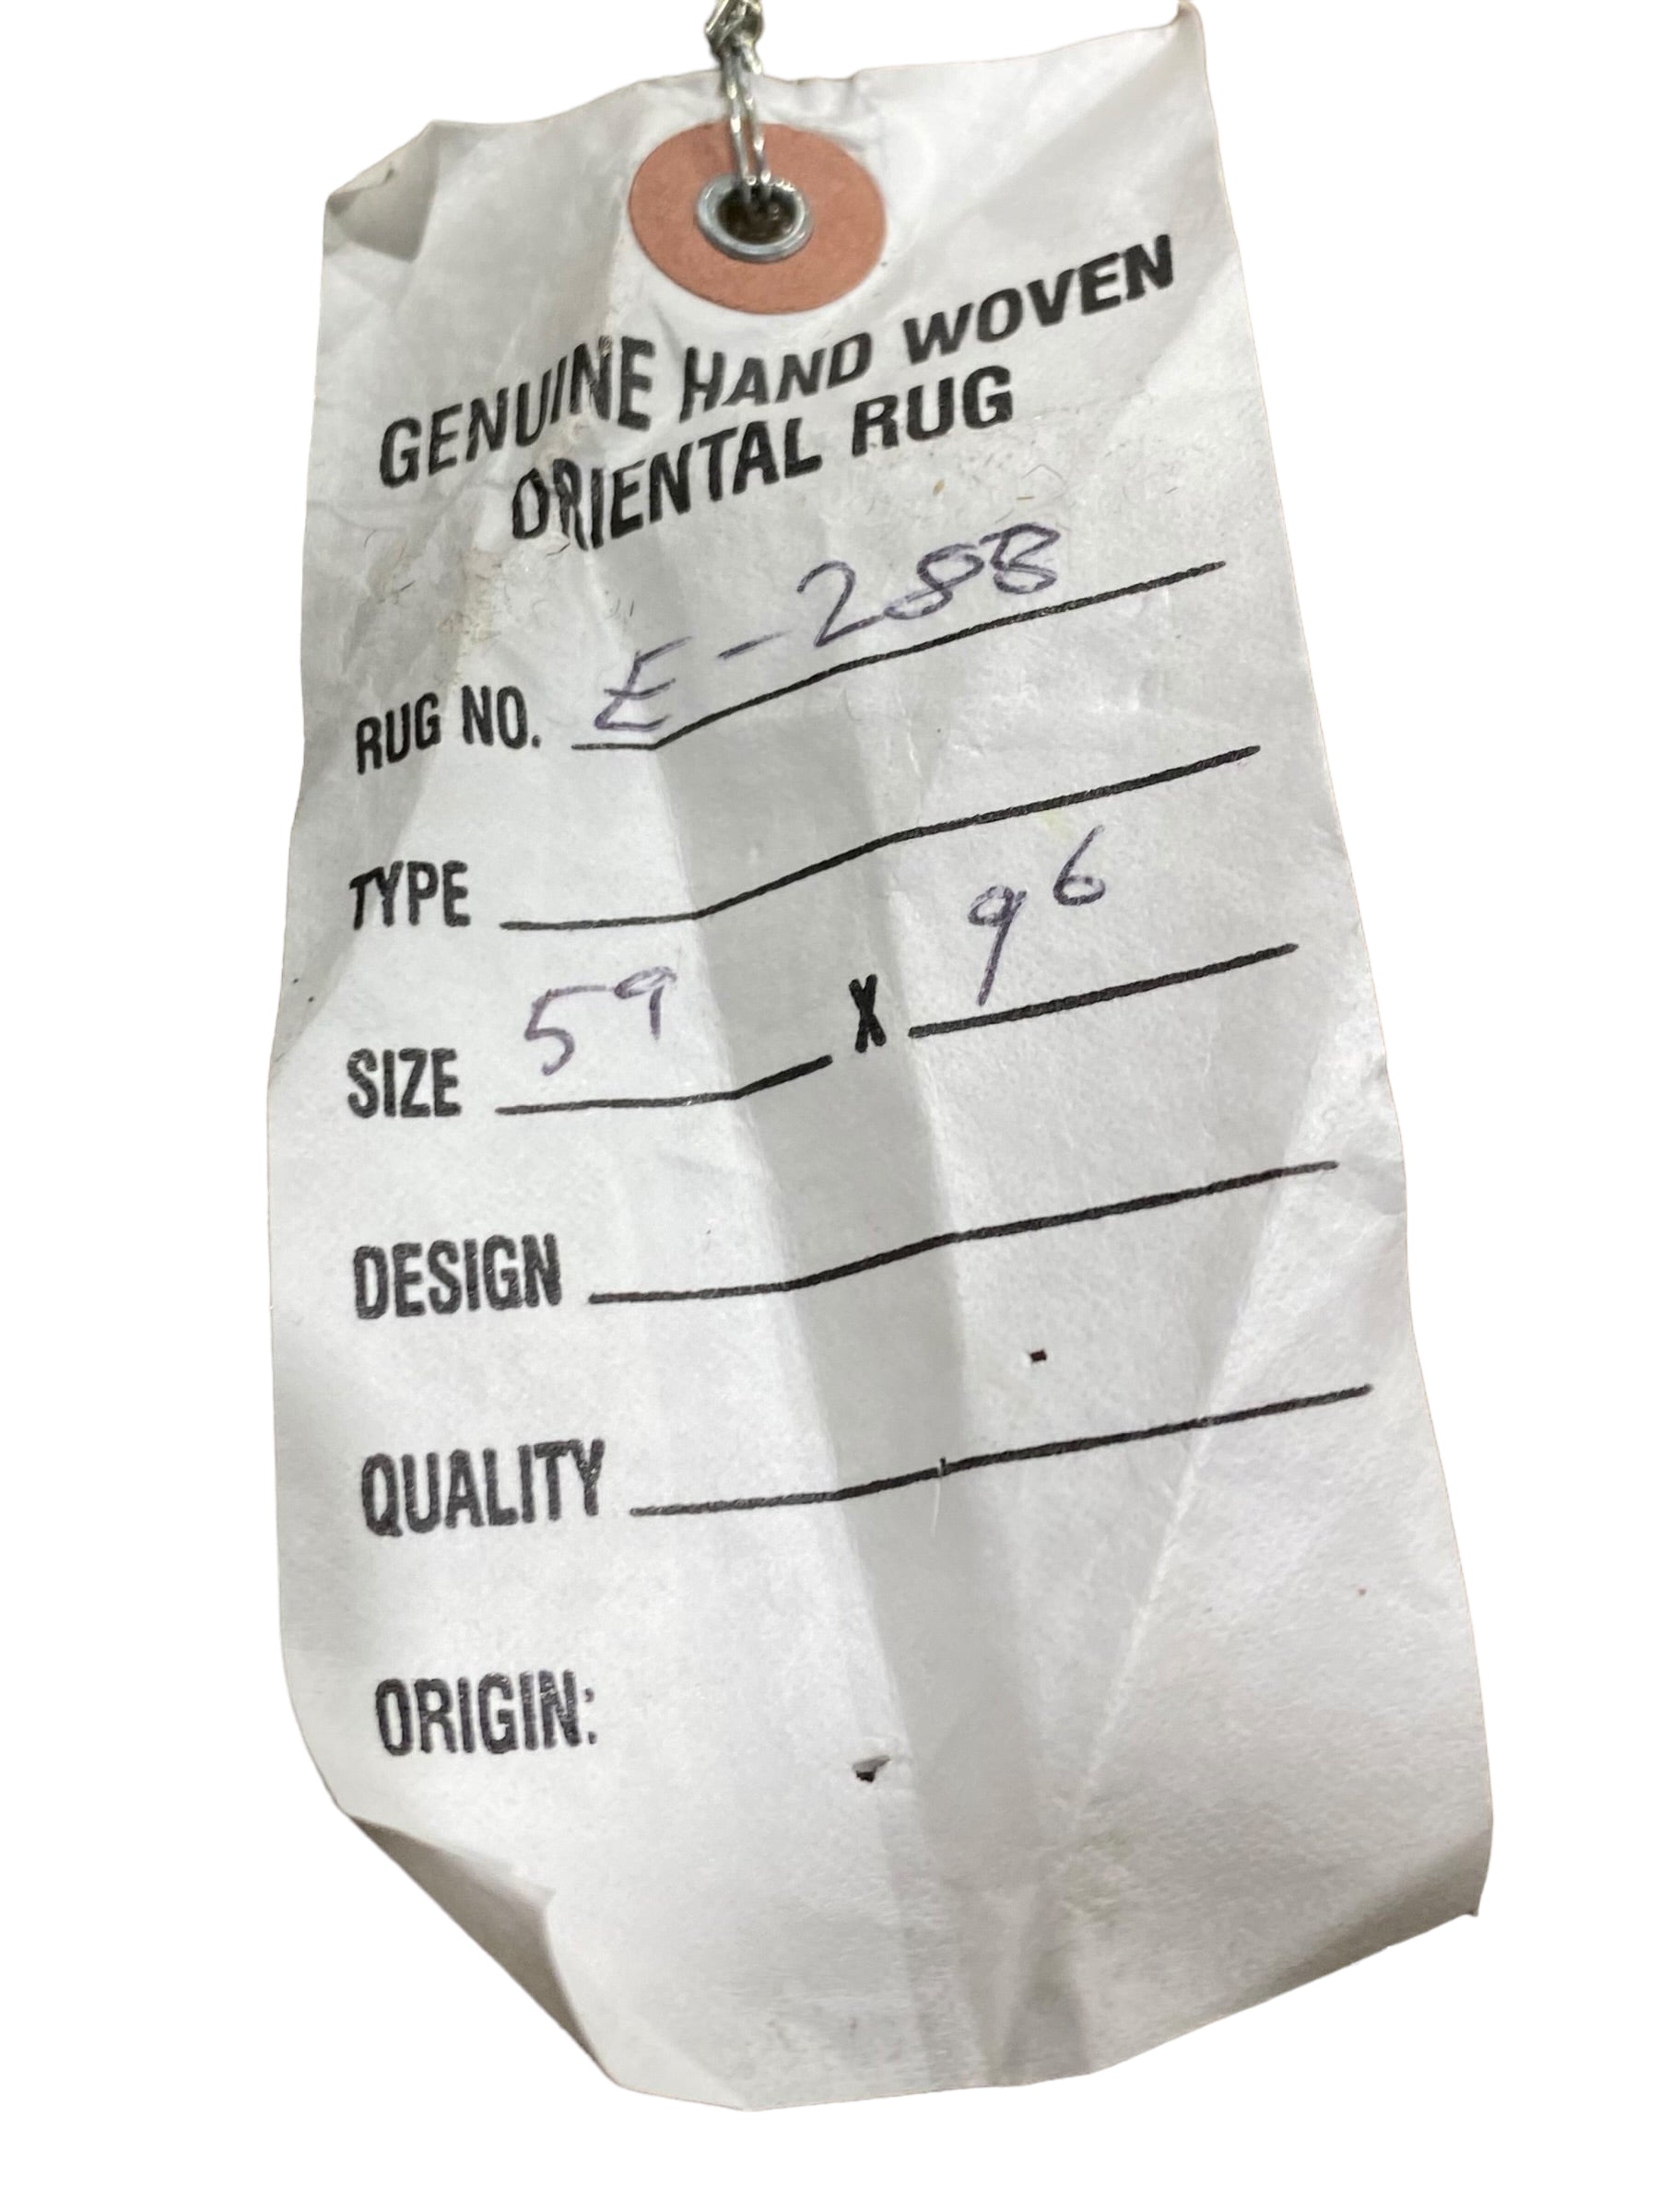 GENUINE HAND WOVEN
ORIENTAL RUG
RUG NO. E-288
TYPE
SIZE 5⁹ X 9⁶
DESIGN
QUALITY
ORIGIN: